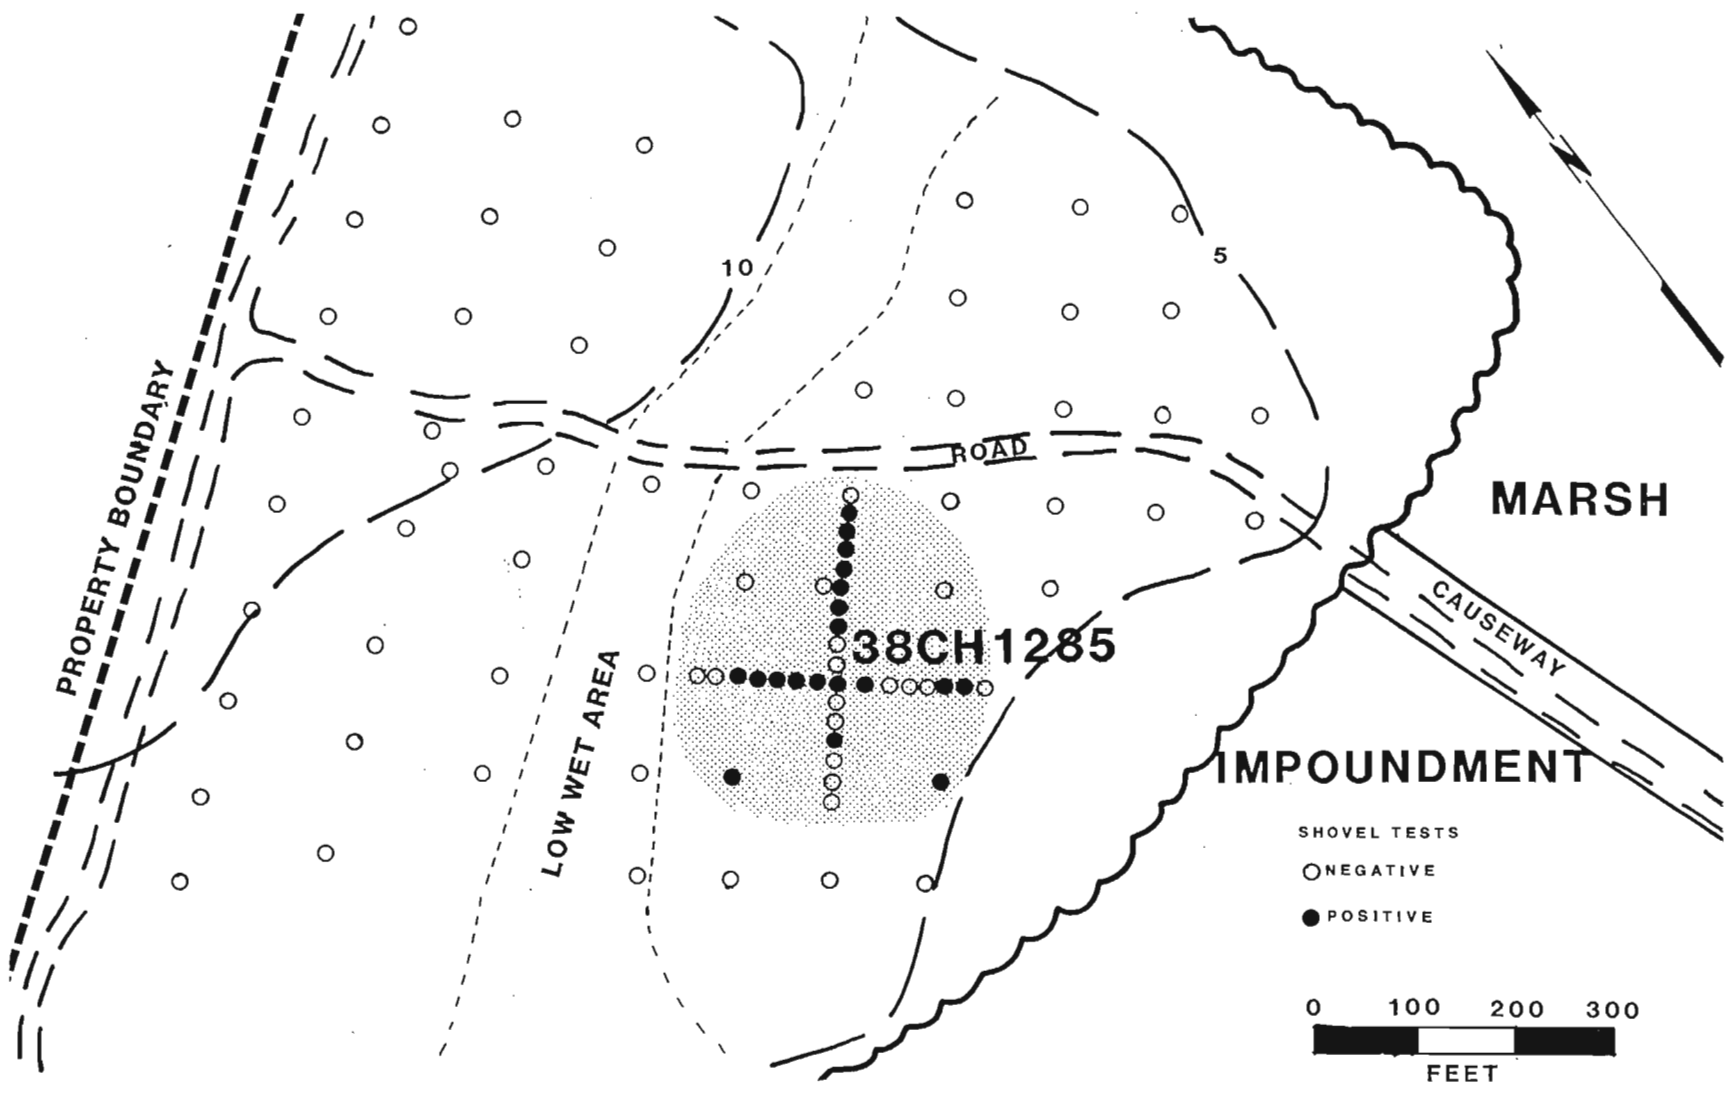 10
5
PROPERTY BOUNDARY
ROAD
MARSH
CAUSEWAY
38CH1285
LOW WET AREA
IMPOUNDMENT
SHOVEL TESTS
NEGATIVE
POSITIVE
0 100 200 300
FEET